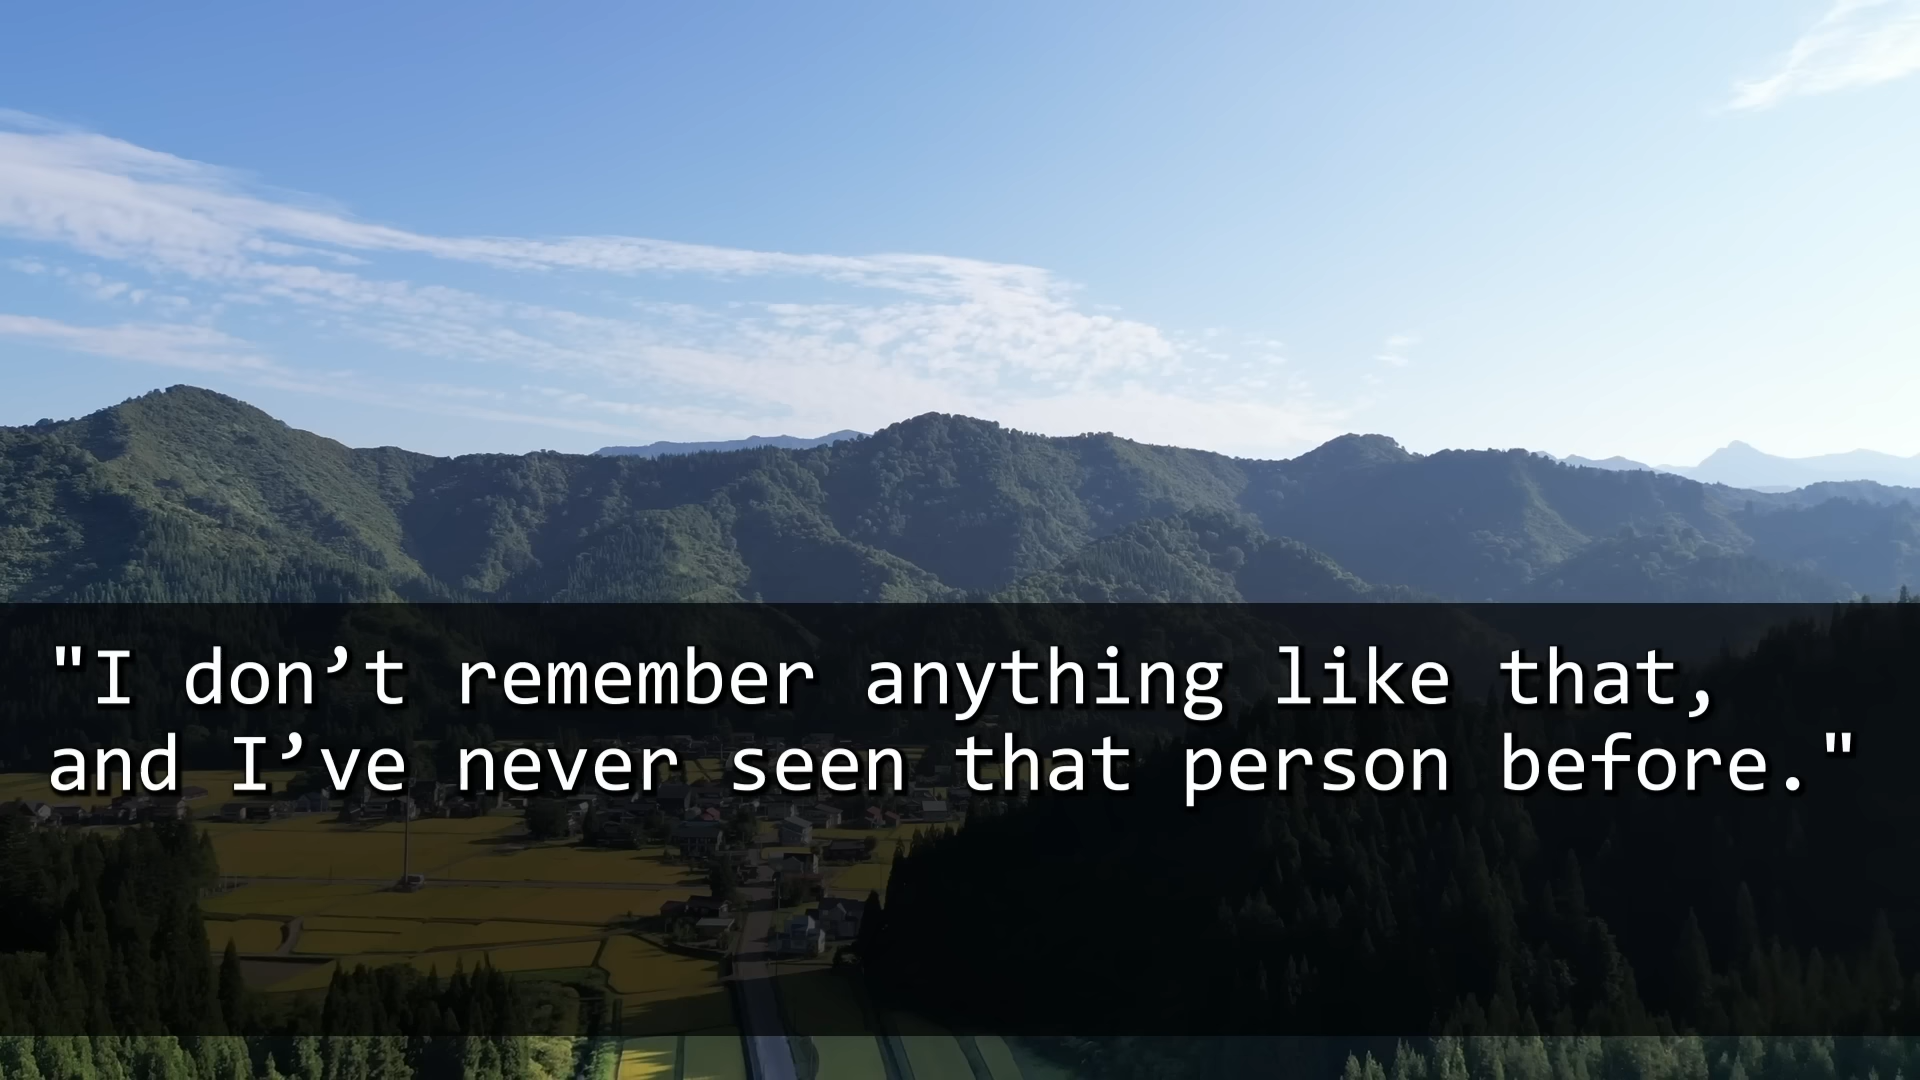 "I don’t remember anything like that,
and I’ve never seen that person before."